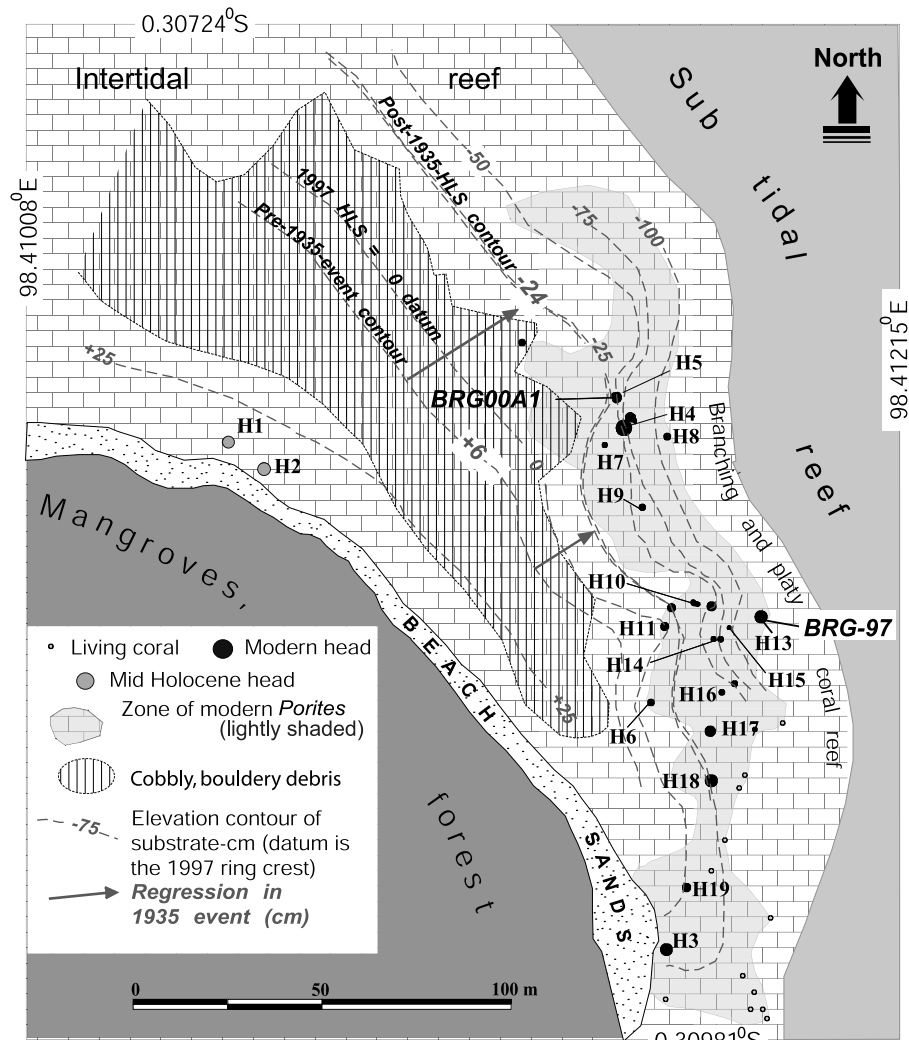 0.30724⁰S
Intertidal reef
Sub tidal reef
North
98.41008⁰E
98.41215⁰E
Post-1935-HLS contour -24
-50
-75
-100
1997 HLS = 0 datum
Pre-1935-event contour
+6
0
+25
-25
BRG00A1
H5
H4
H8
H7
H9
H1
H2
Branching and platy coral reef
Mangroves, forest
BEACH SANDS
H10
H11
H13
BRG-97
H14
H15
H16
H6
H17
H18
H19
H3
+25
Living coral
Modern head
Mid Holocene head
Zone of modern Porites
(lightly shaded)
Cobbly, bouldery debris
-75
Elevation contour of
substrate-cm (datum is
the 1997 ring crest)
Regression in
1935 event (cm)
0 50 100 m
0.30981⁰S